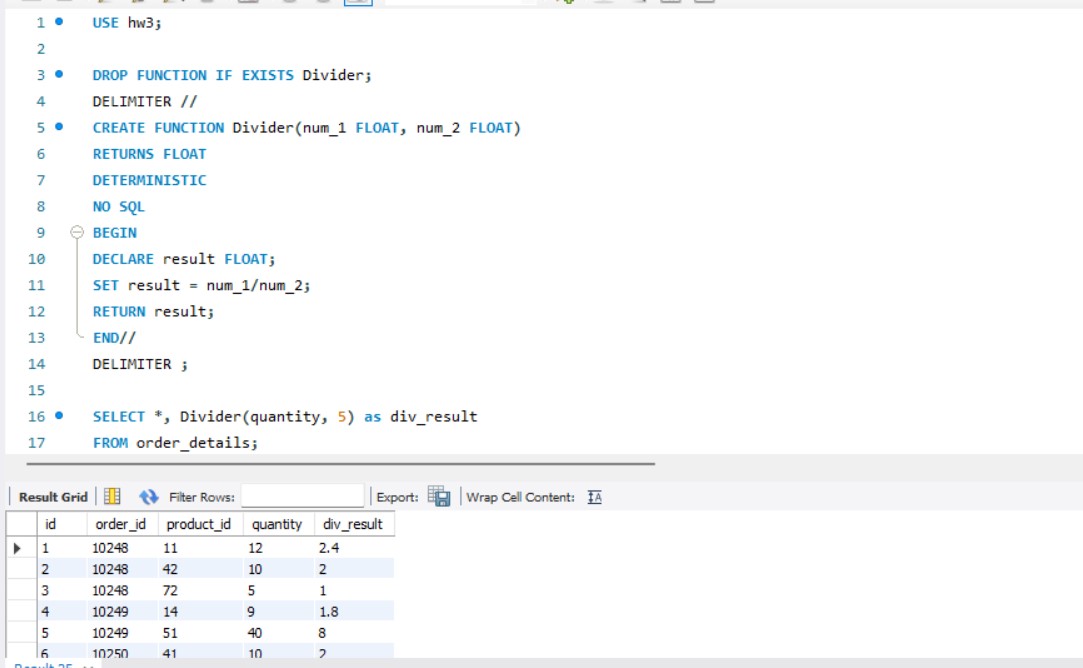 1 USE hw3;
2
3 DROP FUNCTION IF EXISTS Divider;
4 DELIMITER //
5 CREATE FUNCTION Divider(num_1 FLOAT, num_2 FLOAT)
6 RETURNS FLOAT
7 DETERMINISTIC
8 NO SQL
9 BEGIN
10 DECLARE result FLOAT;
11 SET result = num_1/num_2;
12 RETURN result;
13 END//
14 DELIMITER ;
15
16 SELECT *, Divider(quantity, 5) as div_result
17 FROM order_details;
Result Grid Filter Rows: Export: Wrap Cell Content: IA
id order_id product_id quantity div_result
1 10248 11 12 2.4
2 10248 42 10 2
3 10248 72 5 1
4 10249 14 9 1.8
5 10249 51 40 8
6 10250 41 10 2